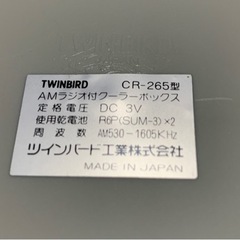 TWINBIRD CR-265型
AMラジオ付クーラーボックス
定格電圧 DC 3V
使用乾電池 R6P(SUM-3)×2
周波数 AM530-1605KHz
ツインバード工業株式会社
MADE IN JAPAN